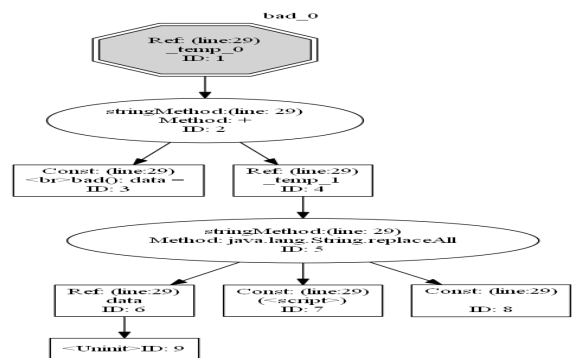 bad_0
Ref: (line:29)
_temp_0
ID: 1
stringMethod:(line: 29)
Method: +
ID: 2
Const: (line:29)
<br>bad(): data =
ID: 3
Ref: (line:29)
_temp_1
ID: 4
stringMethod:(line: 29)
Method: java.lang.String.replaceAll
ID: 5
Ref: (line:29)
data
ID: 6
Const: (line:29)
(<script>)
ID: 7
Const: (line:29)
ID: 8
<Uninit>ID: 9